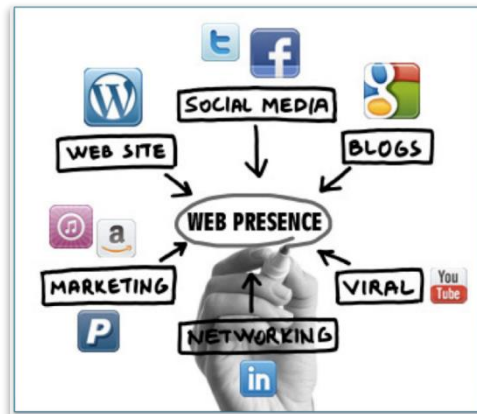 SOCIAL MEDIA
WEB SITE
BLOGS
WEB PRESENCE
a
MARKETING
VIRAL
You
Tube
NETWORKING
in